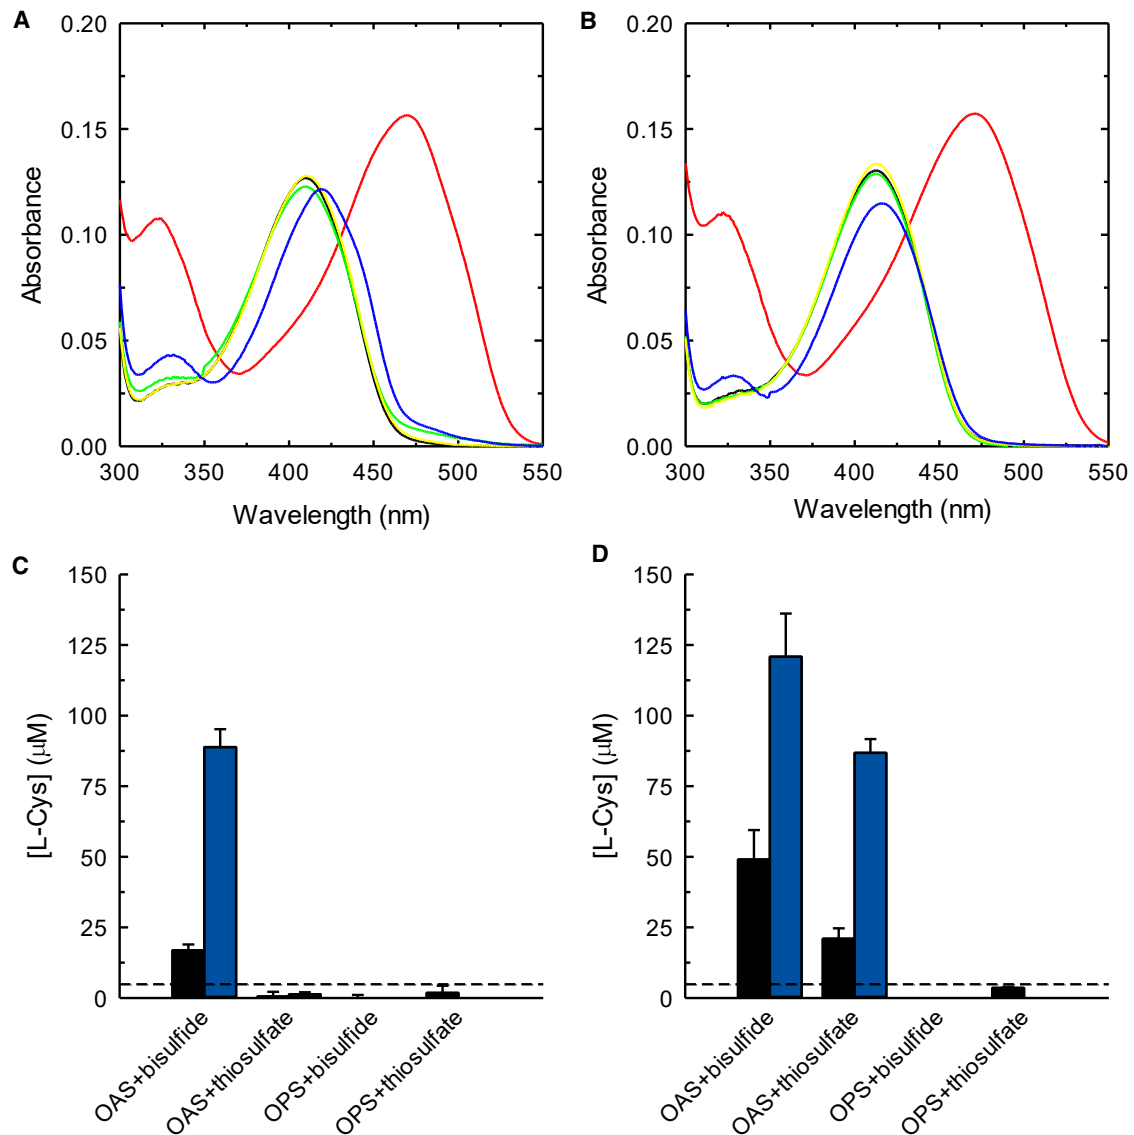 A
B
0.20
0.15
0.10
0.05
0.00
Absorbance
300
350
400
450
500
550
Wavelength (nm)
0.20
0.15
0.10
0.05
0.00
Absorbance
300
350
400
450
500
550
Wavelength (nm)
C
D
150
125
100
75
50
25
0
[L-Cys] (μM)
OAS+bisulfide
OAS+thiosulfate
OPS+bisulfide
OPS+thiosulfate
150
125
100
75
50
25
0
[L-Cys] (μM)
OAS+bisulfide
OAS+thiosulfate
OPS+bisulfide
OPS+thiosulfate